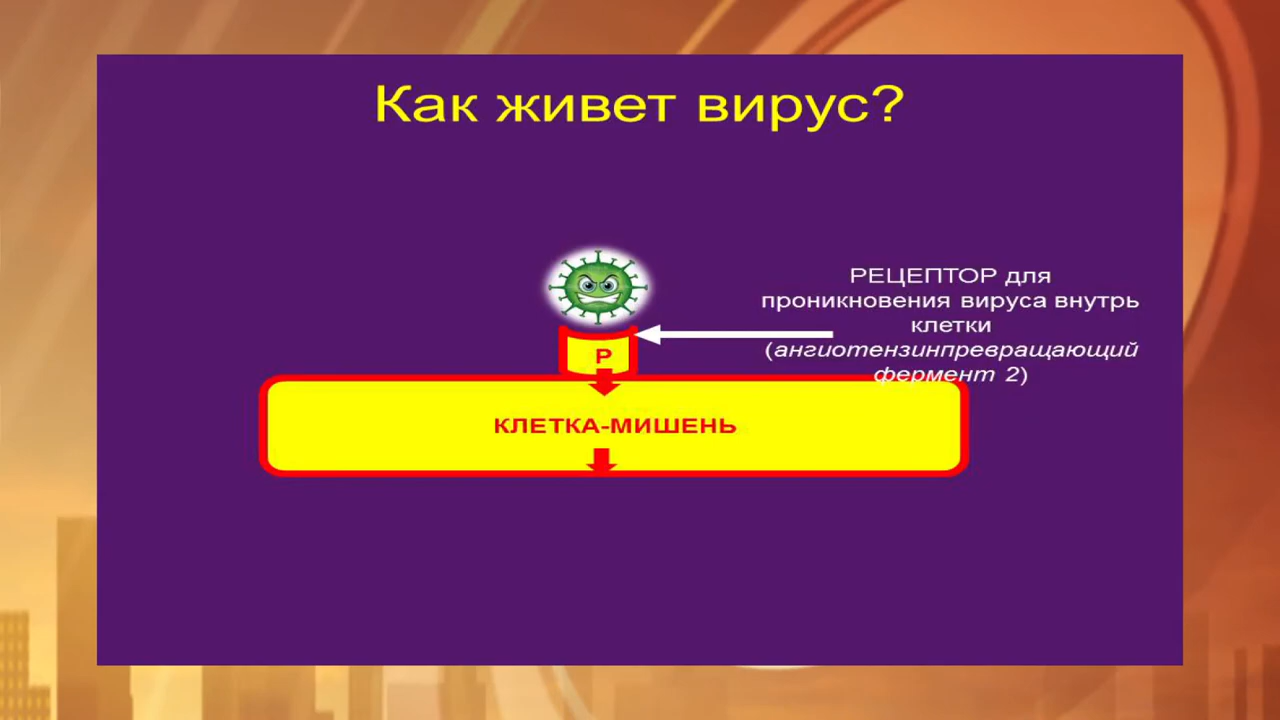 Как живет вирус?
РЕЦЕПТОР для
проникновения вируса внутрь
клетки
(ангиотензинпревращающий
фермент 2)
Р
КЛЕТКА-МИШЕНЬ